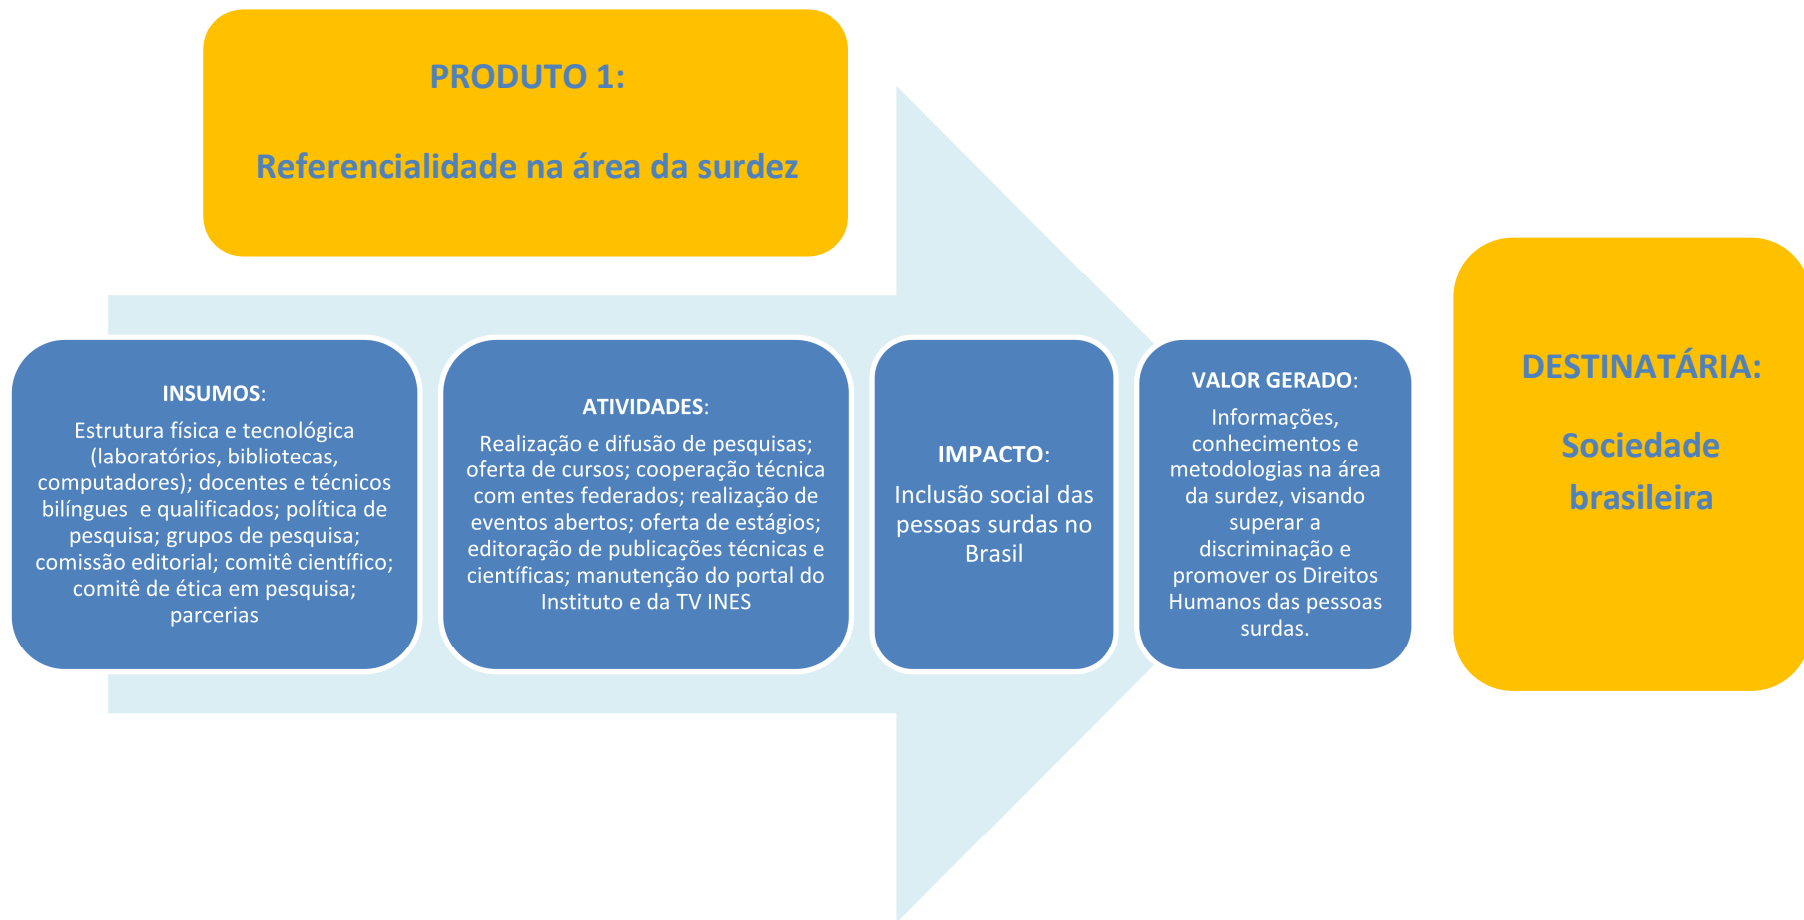 PRODUTO 1:
Referencialidade na área da surdez
INSUMOS:
Estrutura física e tecnológica
(laboratórios, bibliotecas,
computadores); docentes e técnicos
bilíngues  e qualificados; política de
pesquisa; grupos de pesquisa;
comissão editorial; comitê científico;
comitê de ética em pesquisa;
parcerias
ATIVIDADES:
Realização e difusão de pesquisas;
oferta de cursos; cooperação técnica
com entes federados; realização de
eventos abertos; oferta de estágios;
editoração de publicações técnicas e
científicas; manutenção do portal do
Instituto e da TV INES
IMPACTO:
Inclusão social das
pessoas surdas no
Brasil
VALOR GERADO:
Informações,
conhecimentos e
metodologias na área
da surdez, visando
superar a
discriminação e
promover os Direitos
Humanos das pessoas
surdas.
DESTINATÁRIA:
Sociedade
brasileira